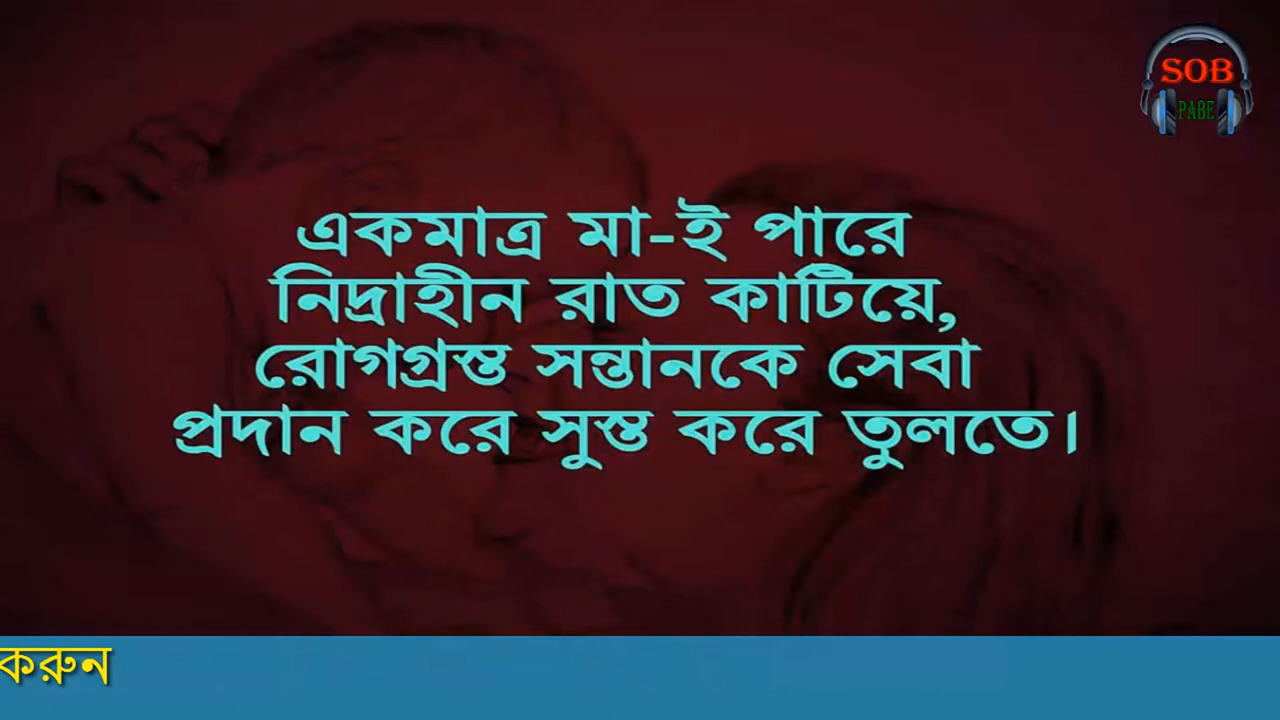 SOB
PABE
একমাত্র মা-ই পারে
নিদ্রাহীন রাত কাটিয়ে,
রোগগ্রস্ত সন্তানকে সেবা
প্রদান করে সুস্ত করে তুলতে।
করুন